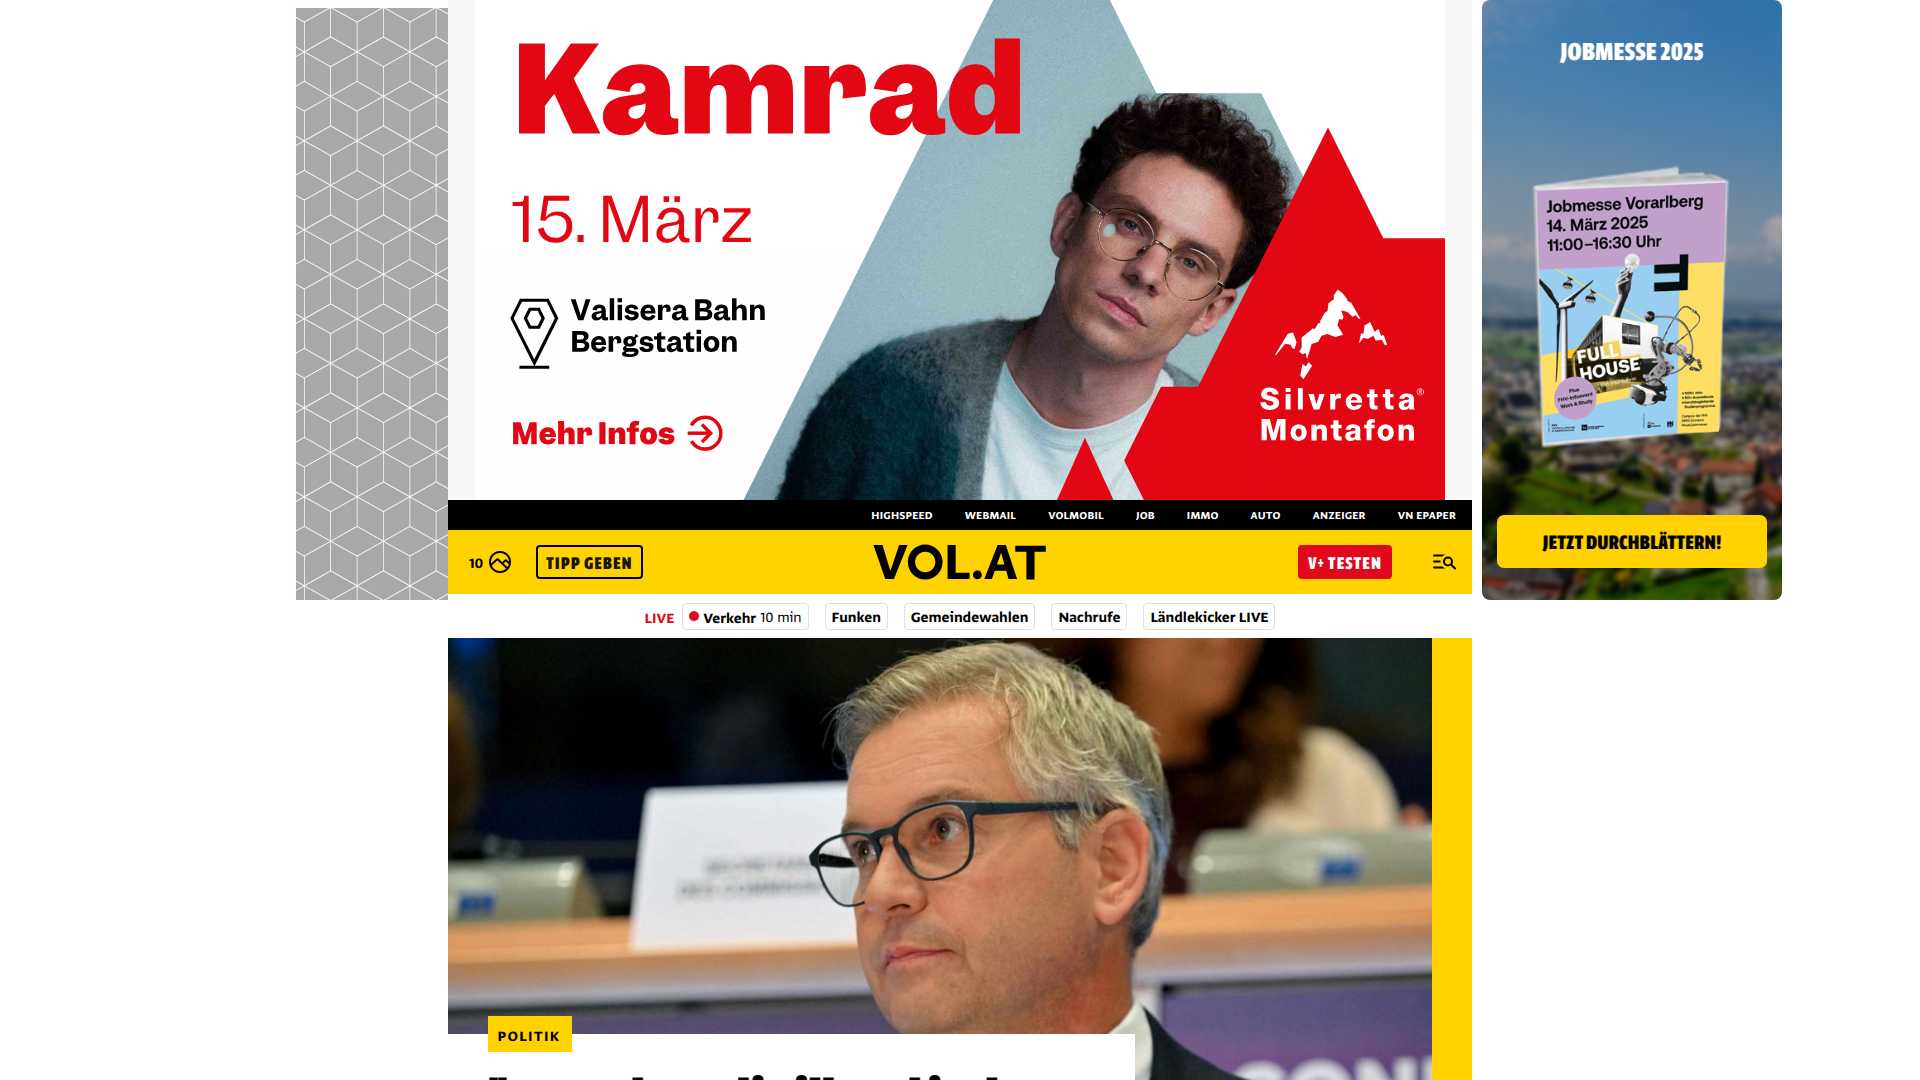 Kamrad
15. März
Valisera Bahn
Bergstation
Mehr Infos
Silvretta®
Montafon
JOBMESSE 2025
Jobmesse Vorarlberg
14. März 2025
11:00–16:30 Uhr
FULL
HOUSE
JETZT DURCHBLÄTTERN!
HIGHSPEED WEBMAIL VOLMOBIL JOB IMMO AUTO ANZEIGER VN EPAPER
10 TIPP GEBEN VOL.AT V+ TESTEN
LIVE Verkehr 10 min Funken Gemeindewahlen Nachrufe Ländlekicker LIVE
POLITIK